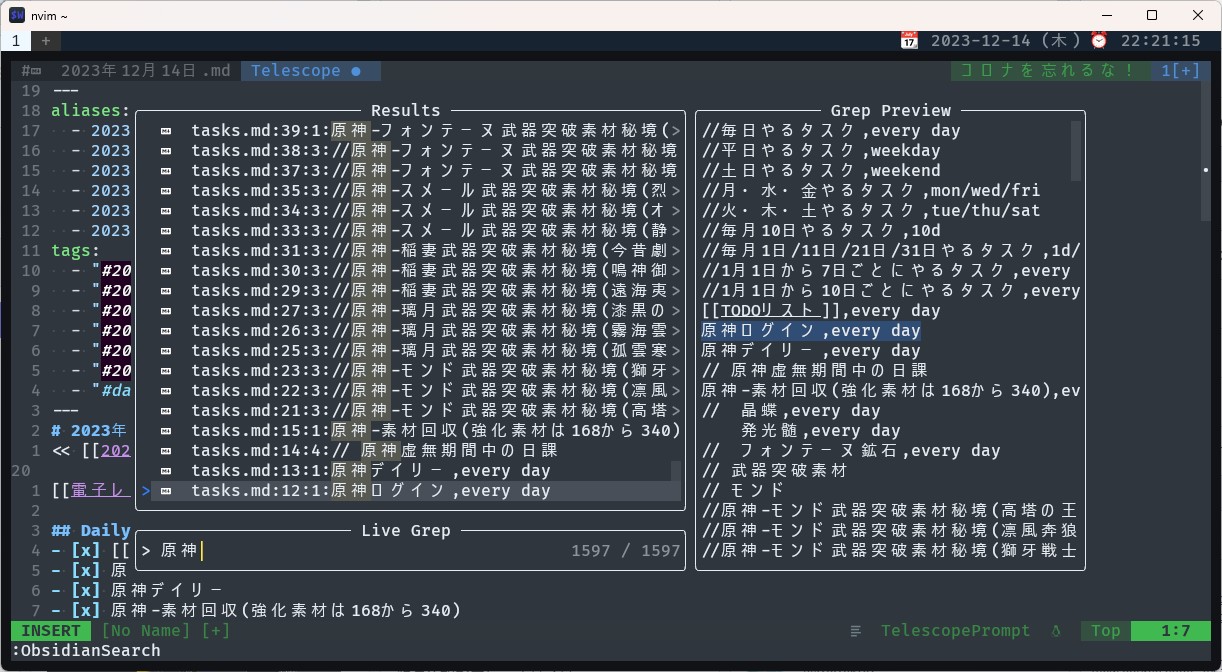 nvim ~
1 + 📅 2023-12-14 (木) ⏰ 22:21:15
# 2023年12月14日.md Telescope ● コロナを忘れるな！ 1[+]
19 ---
18 aliases:
17 - 2023
16 - 2023
15 - 2023
14 - 2023
13 - 2023
12 - 2023
11 tags:
10 - "#20
9 - "#20
8 - "#20
7 - "#20
6 - "#20
5 - "#20
4 - "#da
3 ---
2 # 2023年
1 << [[202
20
1 [[電子レ
2
3 ## Daily
4 - [x] [[
5 - [x] 原
6 - [x] 原神デイリー
7 - [x] 原神-素材回収(強化素材は168から340)
Results
tasks.md:39:1:原神-フォンテーヌ武器突破素材秘境(>
tasks.md:38:3://原神-フォンテーヌ武器突破素材秘境
tasks.md:37:3://原神-フォンテーヌ武器突破素材秘境
tasks.md:35:3://原神-スメール武器突破素材秘境(烈>
tasks.md:34:3://原神-スメール武器突破素材秘境(オ>
tasks.md:33:3://原神-スメール武器突破素材秘境(静>
tasks.md:31:3://原神-稲妻武器突破素材秘境(今昔劇>
tasks.md:30:3://原神-稲妻武器突破素材秘境(鳴神御>
tasks.md:29:3://原神-稲妻武器突破素材秘境(遠海夷>
tasks.md:27:3://原神-璃月武器突破素材秘境(漆黒の>
tasks.md:26:3://原神-璃月武器突破素材秘境(霧海雲>
tasks.md:25:3://原神-璃月武器突破素材秘境(孤雲寒>
tasks.md:23:3://原神-モンド武器突破素材秘境(獅牙>
tasks.md:22:3://原神-モンド武器突破素材秘境(凛風>
tasks.md:21:3://原神-モンド武器突破素材秘境(高塔>
tasks.md:15:1:原神-素材回収(強化素材は168から340)
tasks.md:14:4:// 原神虚無期間中の日課
tasks.md:13:1:原神デイリー,every day
> tasks.md:12:1:原神ログイン,every day
Live Grep
> 原神 1597 / 1597
Grep Preview
//毎日やるタスク,every day
//平日やるタスク,weekday
//土日やるタスク,weekend
//月・水・金やるタスク,mon/wed/fri
//火・木・土やるタスク,tue/thu/sat
//毎月10日やるタスク,10d
//毎月1日/11日/21日/31日やるタスク,1d/
//1月1日から7日ごとにやるタスク,every
//1月1日から10日ごとにやるタスク,every
[[TODOリスト]],every day
原神ログイン,every day
原神デイリー,every day
// 原神虚無期間中の日課
原神-素材回収(強化素材は168から340),ev
// 晶蝶,every day
発光髄,every day
// フォンテーヌ鉱石,every day
// 武器突破素材
// モンド
//原神-モンド武器突破素材秘境(高塔の王
//原神-モンド武器突破素材秘境(凛風奔狼
//原神-モンド武器突破素材秘境(獅牙戦士
INSERT [No Name] [+] TelescopePrompt Top 1:7
:ObsidianSearch